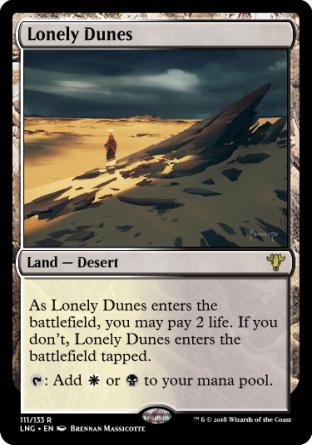 Lonely Dunes
Land — Desert
As Lonely Dunes enters the
battlefield, you may pay 2 life. If you
don't, Lonely Dunes enters the
battlefield tapped.
: Add or to your mana pool.
111/133 R
LNG • EN Brennan Massicotte
™ & © 2018 Wizards of the Coast